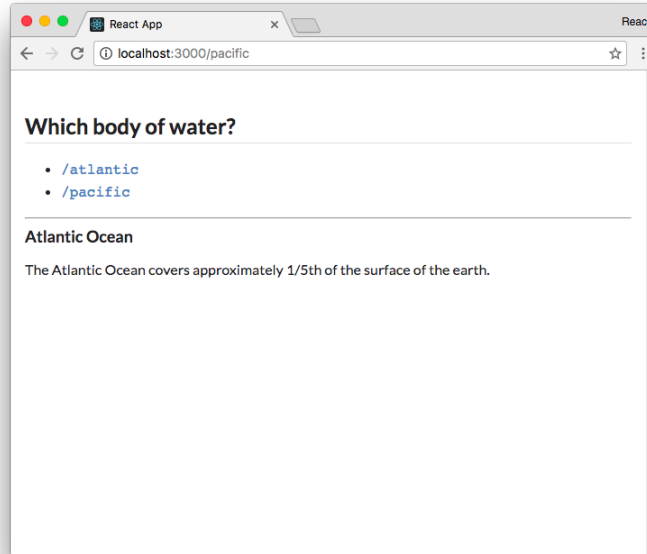 React App
Reac
localhost:3000/pacific
Which body of water?
/atlantic
/pacific
Atlantic Ocean
The Atlantic Ocean covers approximately 1/5th of the surface of the earth.